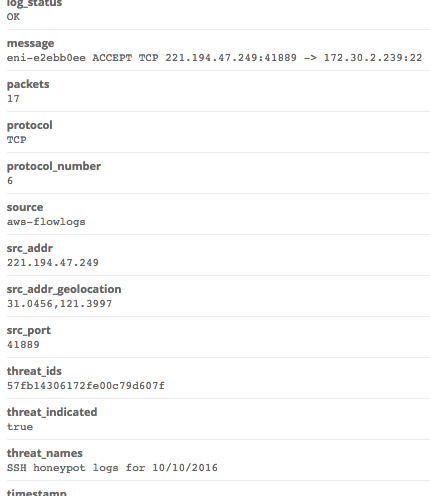 log_status
OK
message
eni-e2ebb0ee ACCEPT TCP 221.194.47.249:41889 -> 172.30.2.239:22
packets
17
protocol
TCP
protocol_number
6
source
aws-flowlogs
src_addr
221.194.47.249
src_addr_geolocation
31.0456,121.3997
src_port
41889
threat_ids
57fb14306172fe00c79d607f
threat_indicated
true
threat_names
SSH honeypot logs for 10/10/2016
timestamp